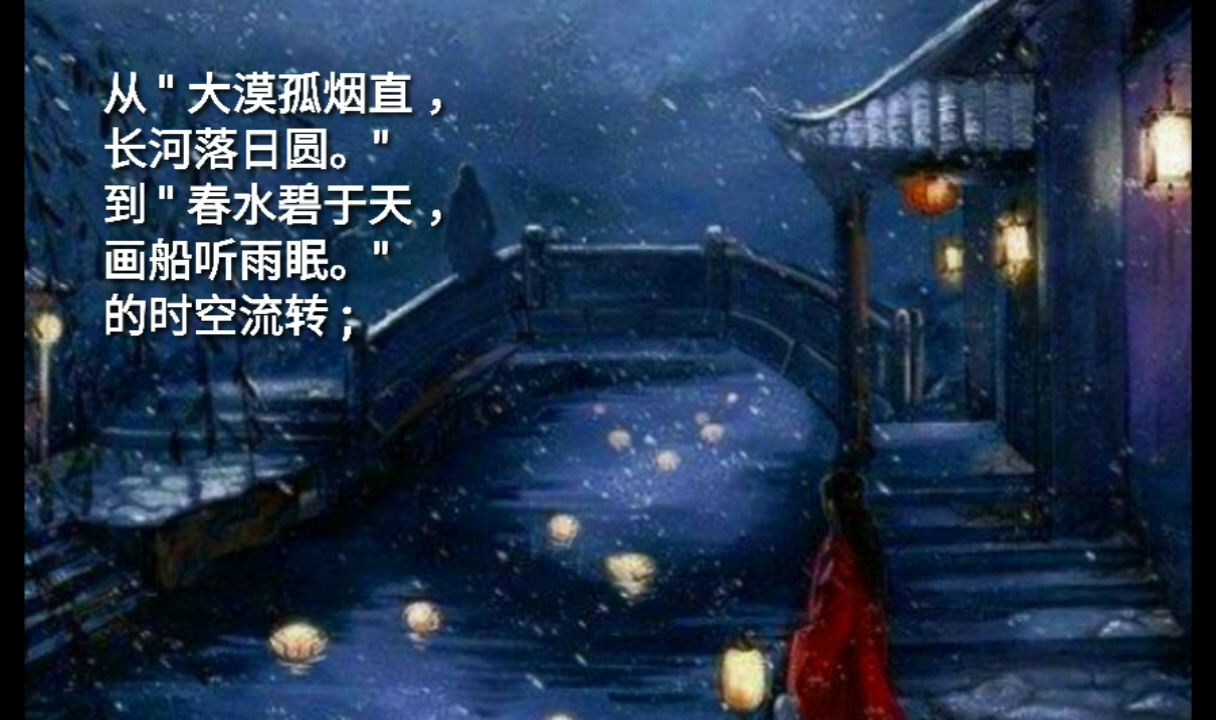 从"大漠孤烟直，
长河落日圆。"
到"春水碧于天，
画船听雨眠。"
的时空流转；